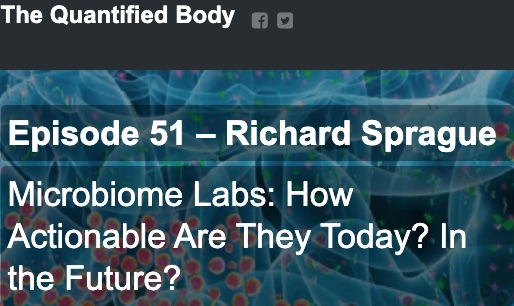 The Quantified Body
Episode 51 – Richard Sprague
Microbiome Labs: How
Actionable Are They Today? In
the Future?